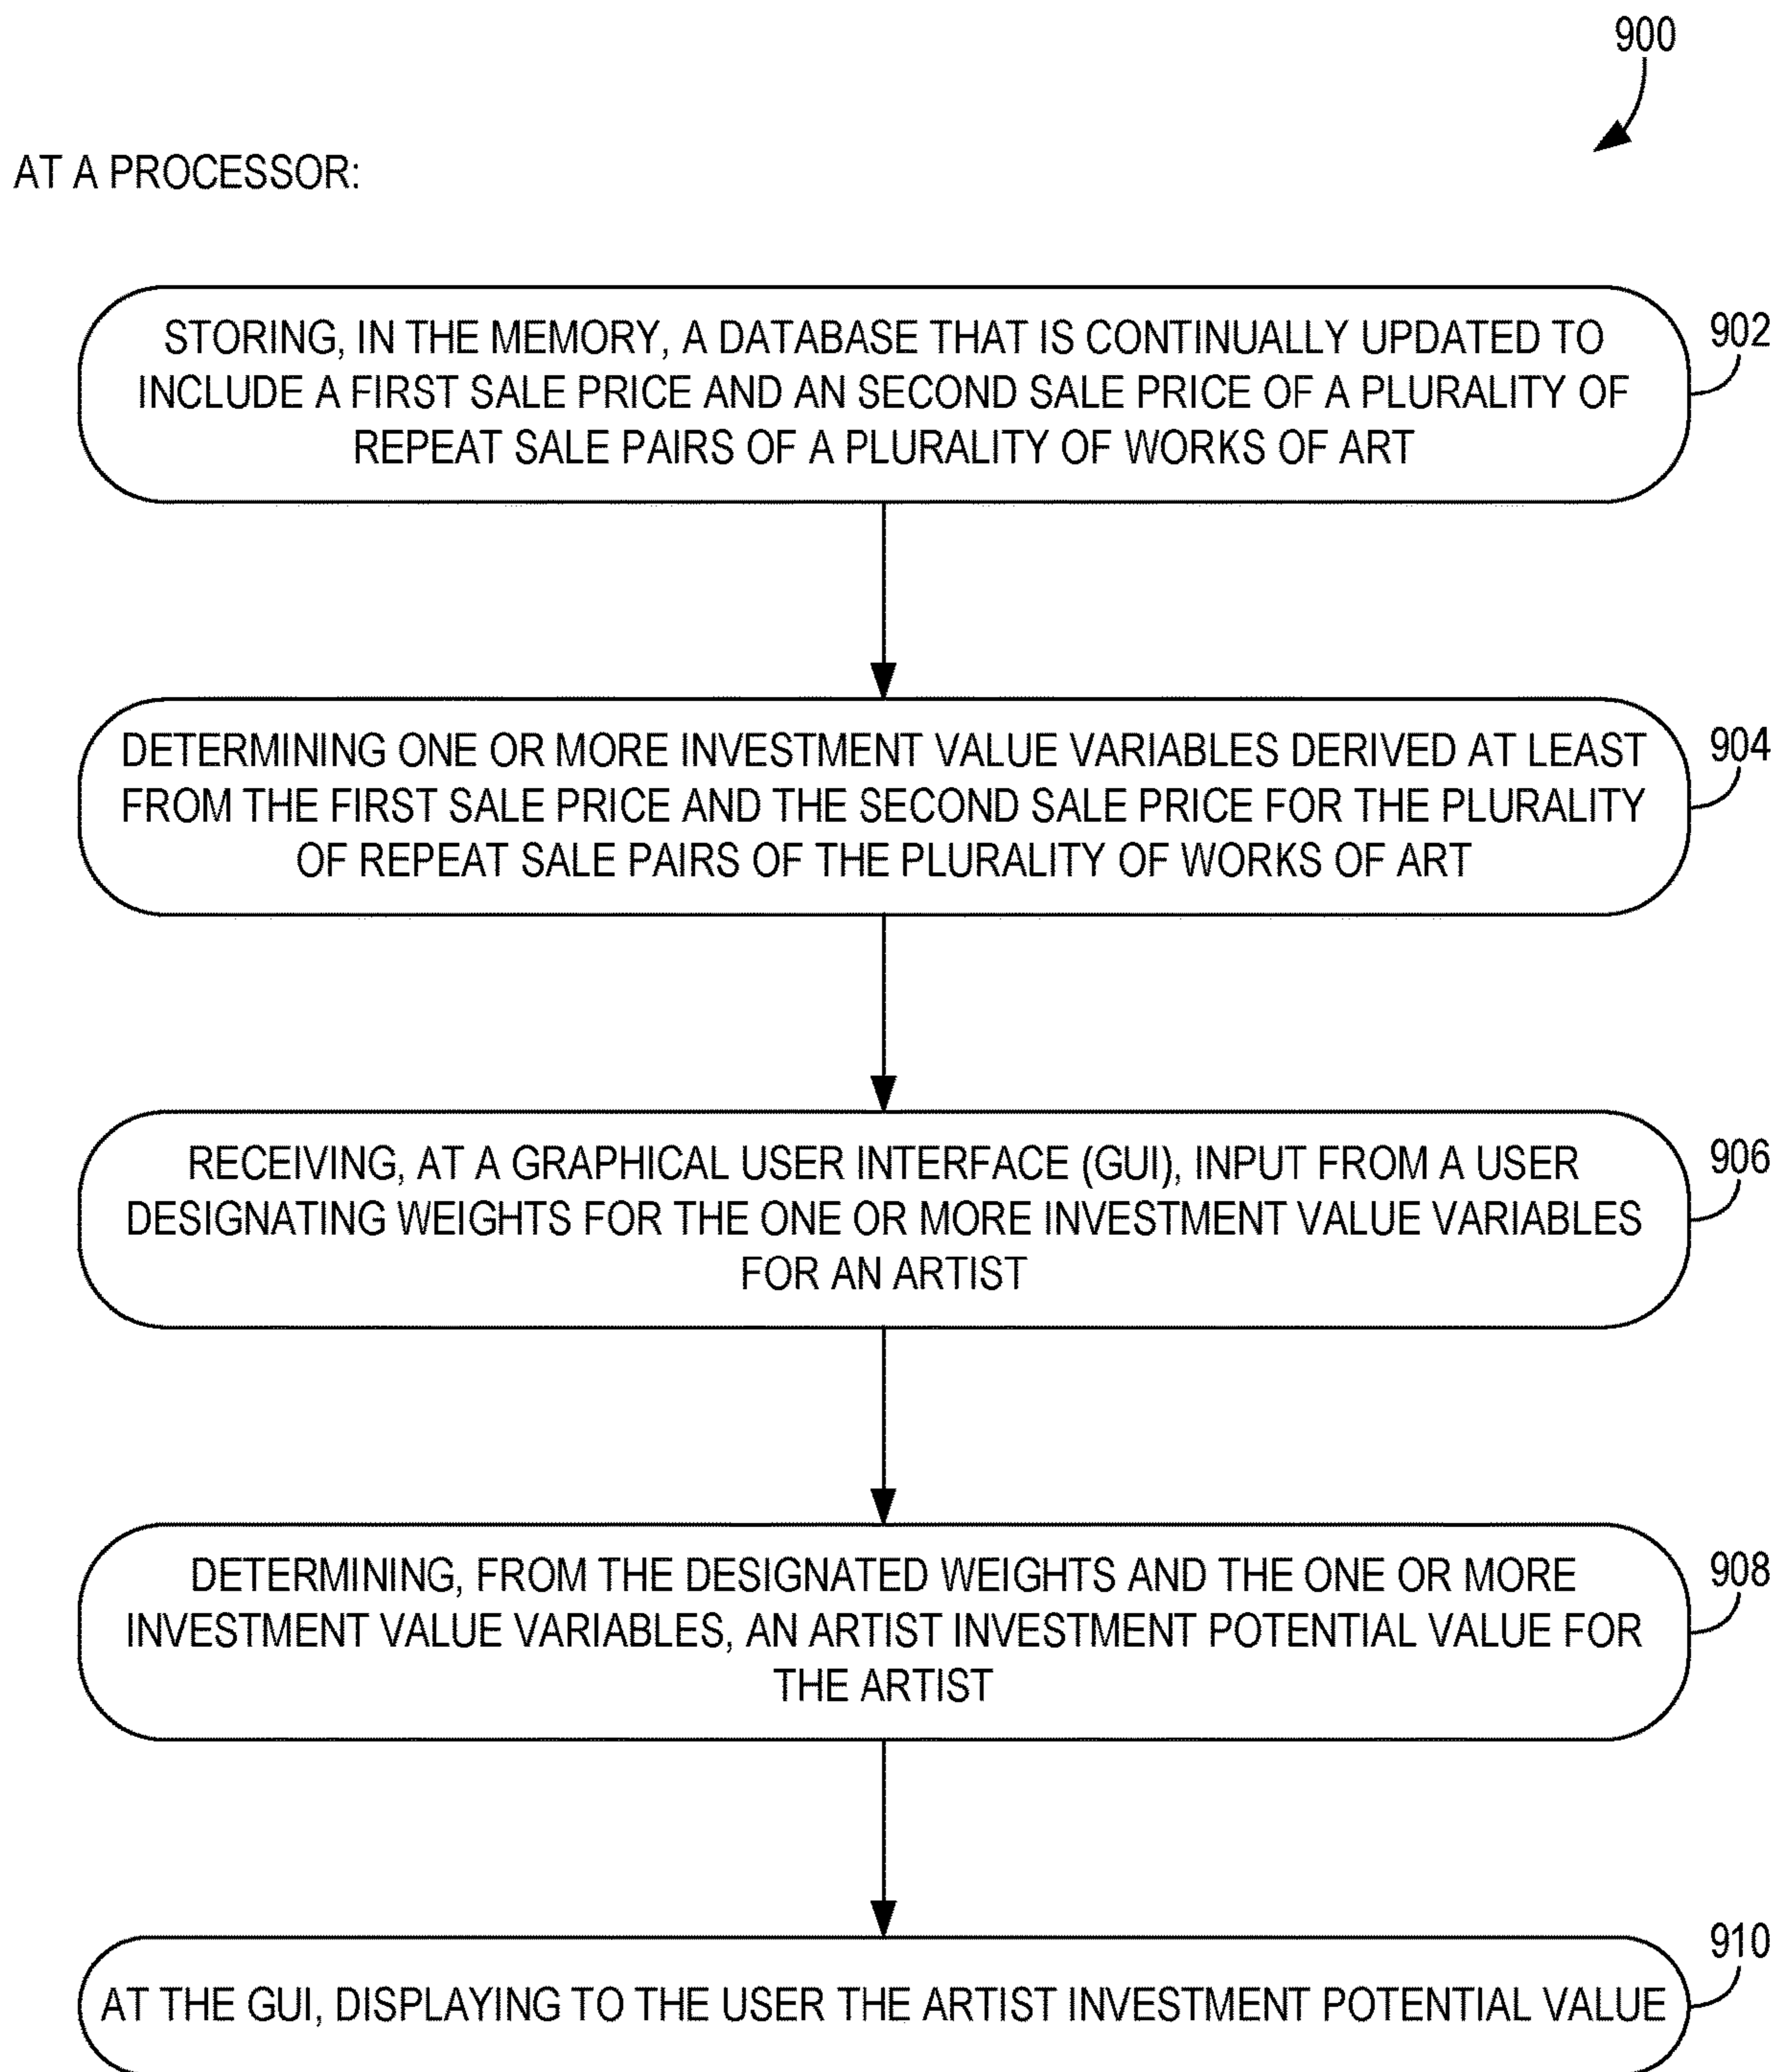 900
AT A PROCESSOR:
STORING, IN THE MEMORY, A DATABASE THAT IS CONTINUALLY UPDATED TO
INCLUDE A FIRST SALE PRICE AND AN SECOND SALE PRICE OF A PLURALITY OF
REPEAT SALE PAIRS OF A PLURALITY OF WORKS OF ART
902
DETERMINING ONE OR MORE INVESTMENT VALUE VARIABLES DERIVED AT LEAST
FROM THE FIRST SALE PRICE AND THE SECOND SALE PRICE FOR THE PLURALITY
OF REPEAT SALE PAIRS OF THE PLURALITY OF WORKS OF ART
904
RECEIVING, AT A GRAPHICAL USER INTERFACE (GUI), INPUT FROM A USER
DESIGNATING WEIGHTS FOR THE ONE OR MORE INVESTMENT VALUE VARIABLES
FOR AN ARTIST
906
DETERMINING, FROM THE DESIGNATED WEIGHTS AND THE ONE OR MORE
INVESTMENT VALUE VARIABLES, AN ARTIST INVESTMENT POTENTIAL VALUE FOR
THE ARTIST
908
AT THE GUI, DISPLAYING TO THE USER THE ARTIST INVESTMENT POTENTIAL VALUE
910